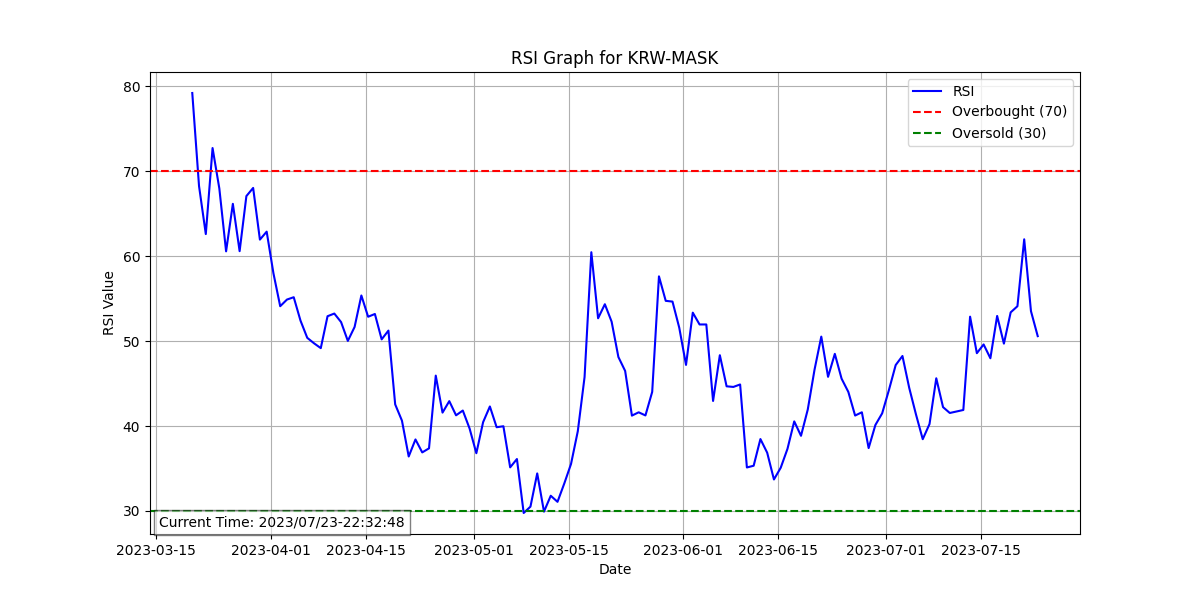 RSI Graph for KRW-MASK
RSI
Overbought (70)
Oversold (30)
RSI Value
80
70
60
50
40
30
Current Time: 2023/07/23-22:32:48
2023-03-15 2023-04-01 2023-04-15 2023-05-01 2023-05-15 2023-06-01 2023-06-15 2023-07-01 2023-07-15
Date